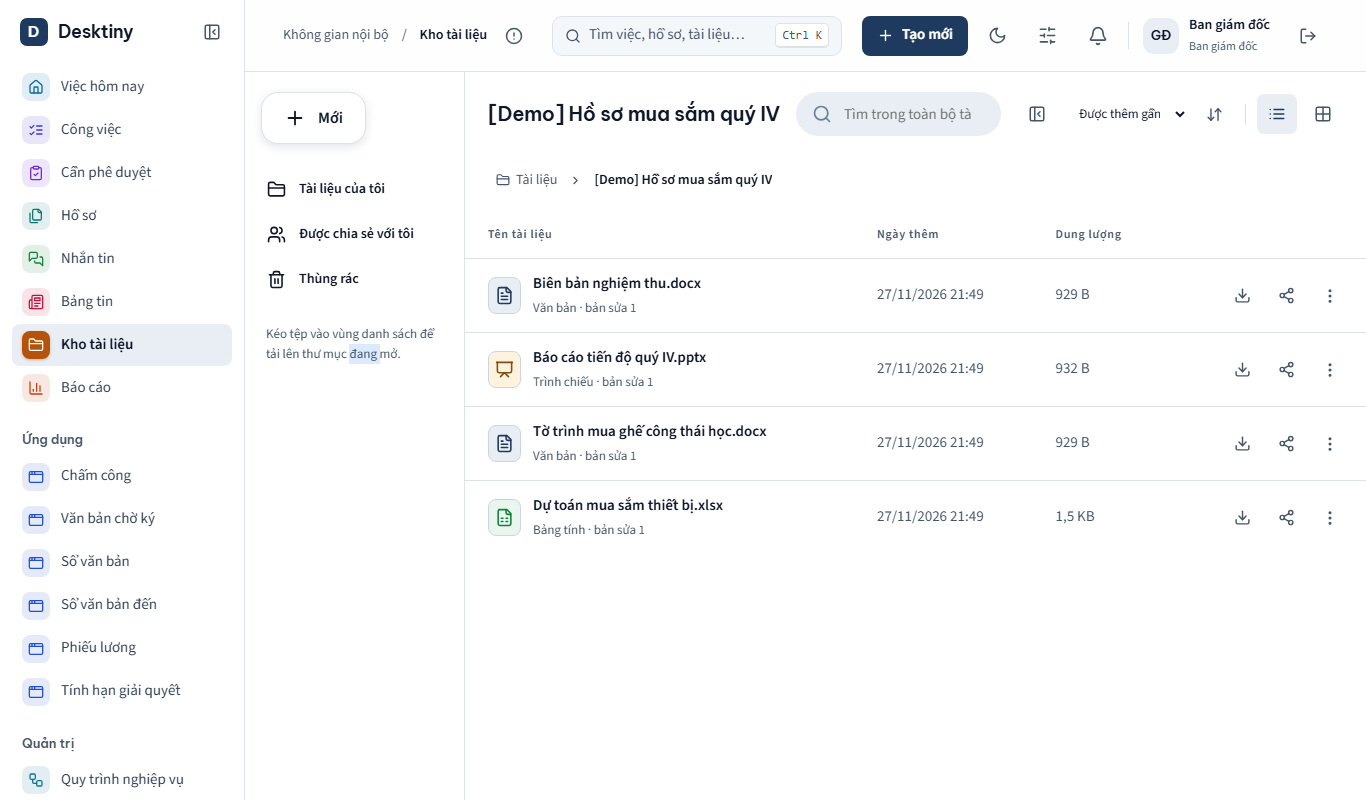 D Desktiny
Việc hôm nay
Công việc
Cần phê duyệt
Hồ sơ
Nhắn tin
Bảng tin
Kho tài liệu
Báo cáo
Ứng dụng
Chấm công
Văn bản chờ ký
Sổ văn bản
Sổ văn bản đến
Phiếu lương
Tính hạn giải quyết
Quản trị
Quy trình nghiệp vụ
Không gian nội bộ / Kho tài liệu
Tìm việc, hồ sơ, tài liệu… Ctrl K
Tạo mới
GĐ
Ban giám đốc
Ban giám đốc
Mới
Tài liệu của tôi
Được chia sẻ với tôi
Thùng rác
Kéo tệp vào vùng danh sách để
tải lên thư mục đang mở.
[Demo] Hồ sơ mua sắm quý IV
Tìm trong toàn bộ tà
Được thêm gần
Tài liệu
[Demo] Hồ sơ mua sắm quý IV
Tên tài liệu Ngày thêm Dung lượng
Biên bản nghiệm thu.docx
Văn bản · bản sửa 1
27/11/2026 21:49 929 B
Báo cáo tiến độ quý IV.pptx
Trình chiếu · bản sửa 1
27/11/2026 21:49 932 B
Tờ trình mua ghế công thái học.docx
Văn bản · bản sửa 1
27/11/2026 21:49 929 B
Dự toán mua sắm thiết bị.xlsx
Bảng tính · bản sửa 1
27/11/2026 21:49 1,5 KB